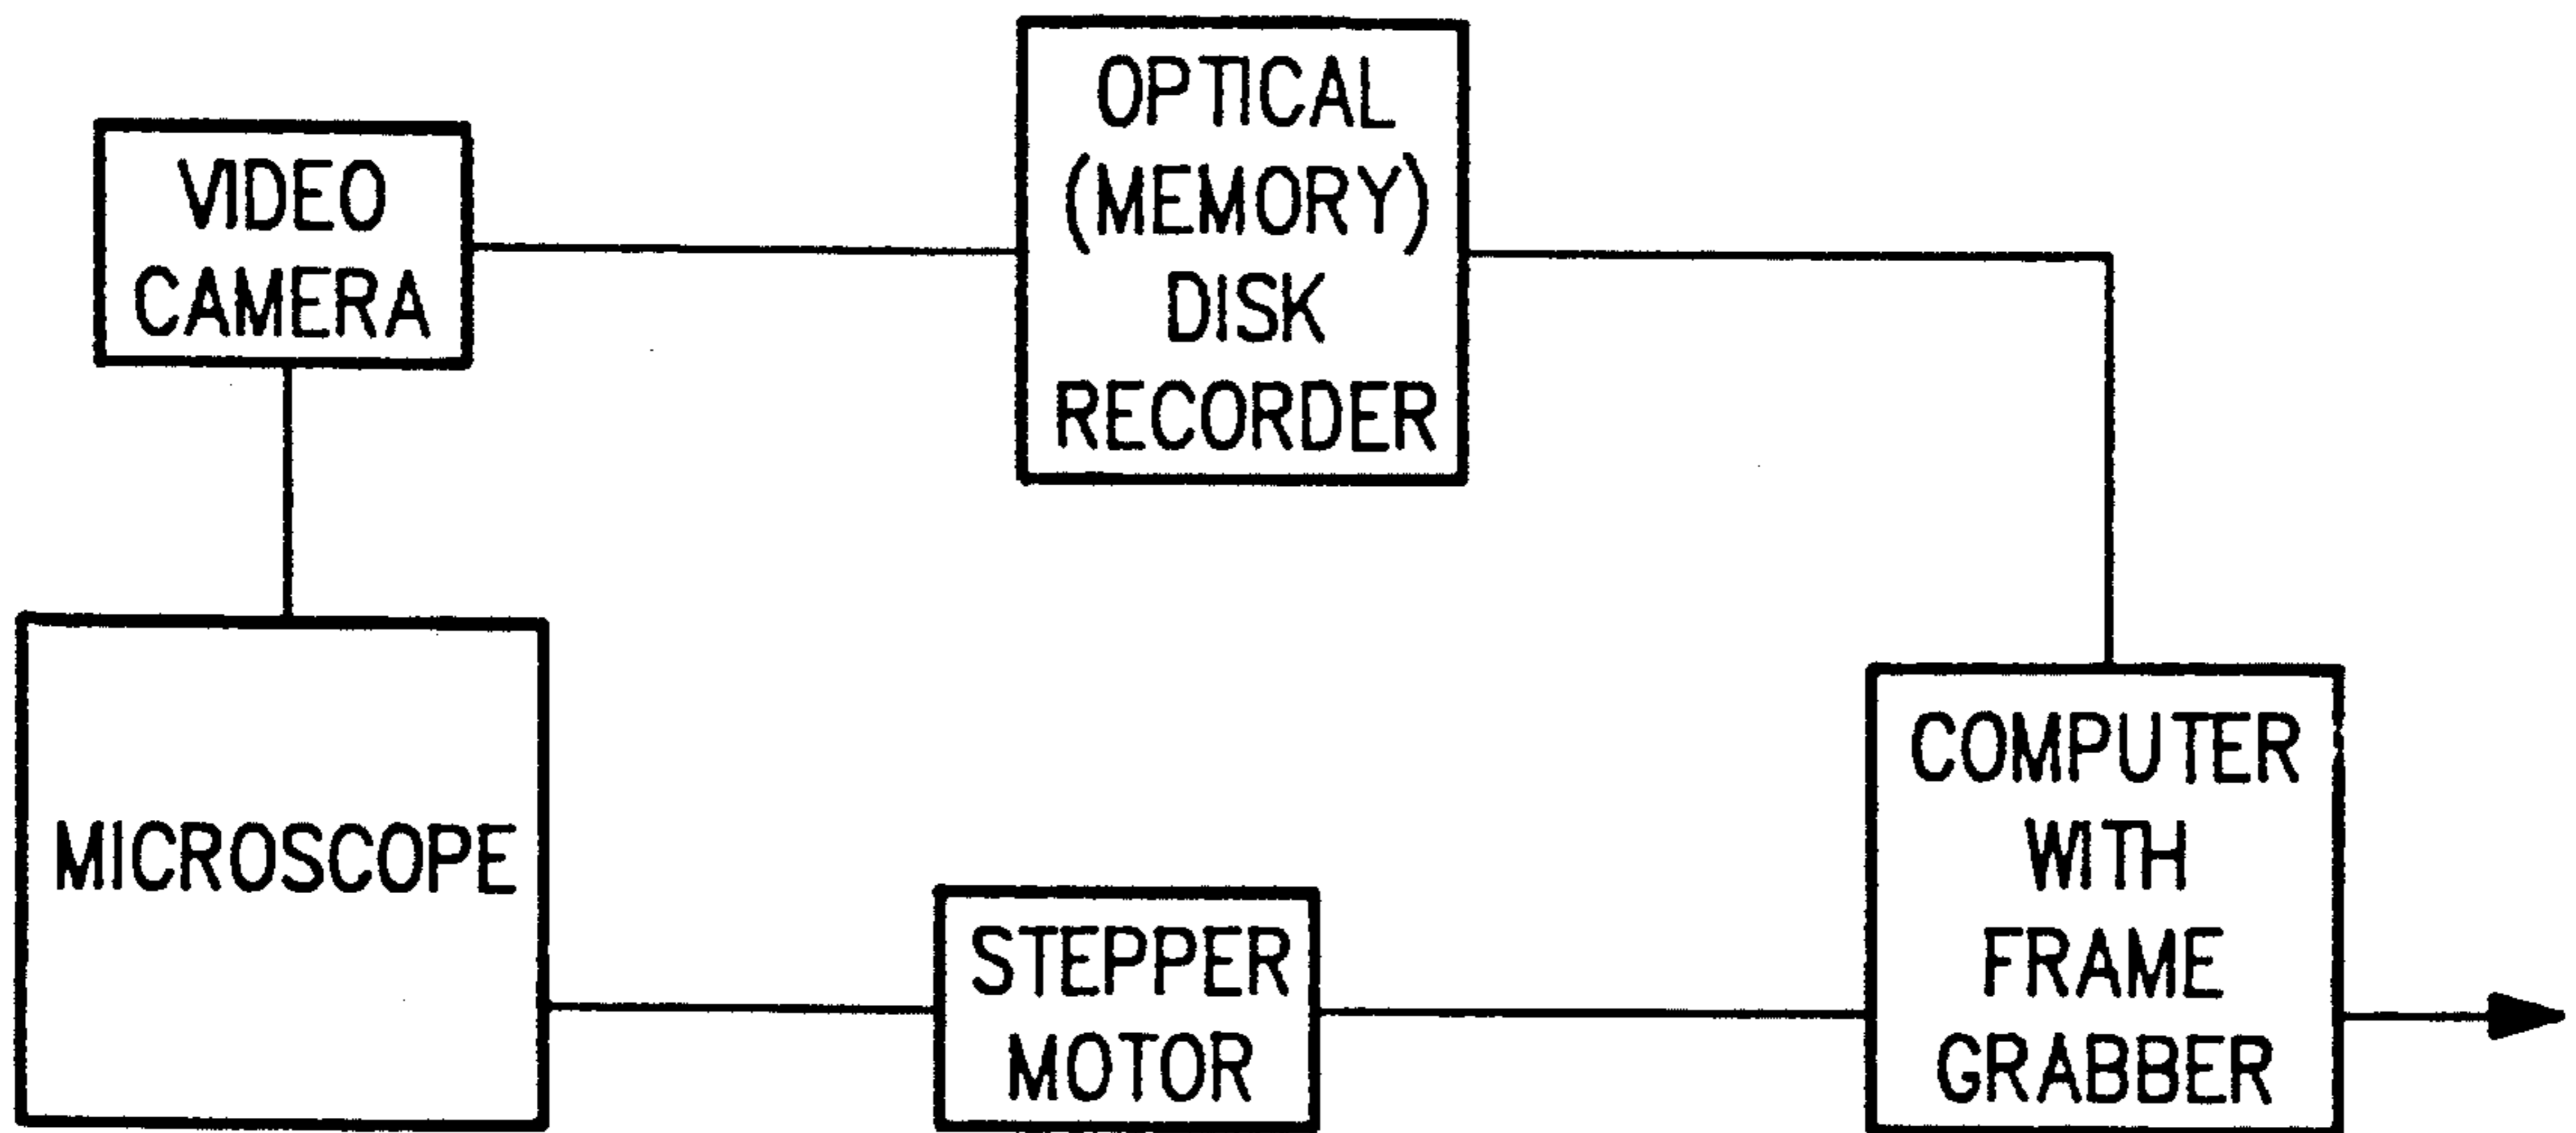 VIDEO
CAMERA
OPTICAL
(MEMORY)
DISK
RECORDER
MICROSCOPE
STEPPER
MOTOR
COMPUTER
WITH
FRAME
GRABBER